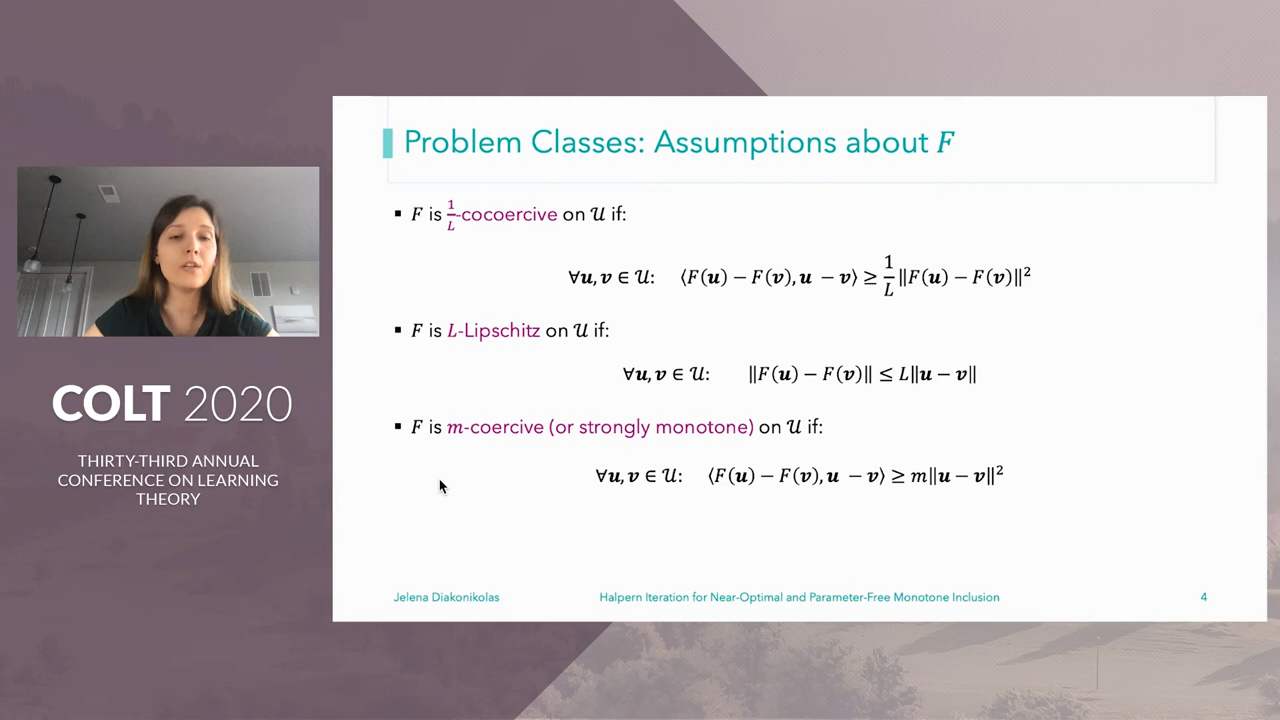 COLT 2020
THIRTY-THIRD ANNUAL
CONFERENCE ON LEARNING
THEORY
Problem Classes: Assumptions about F
▪ F is 1/L-cocoercive on 𝒰 if:
∀u, v ∈ 𝒰: ⟨F(u) − F(v), u − v⟩ ≥ 1/L ‖F(u) − F(v)‖²
▪ F is L-Lipschitz on 𝒰 if:
∀u, v ∈ 𝒰: ‖F(u) − F(v)‖ ≤ L‖u − v‖
▪ F is m-coercive (or strongly monotone) on 𝒰 if:
∀u, v ∈ 𝒰: ⟨F(u) − F(v), u − v⟩ ≥ m‖u − v‖²
Jelena Diakonikolas Halpern Iteration for Near-Optimal and Parameter-Free Monotone Inclusion 4